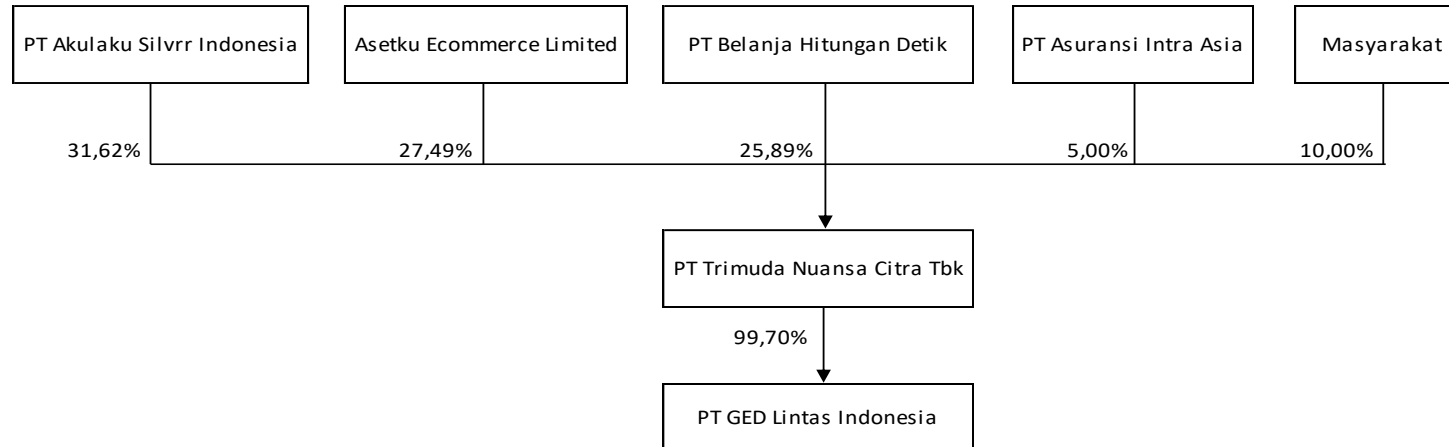 PT Akulaku Silvrr Indonesia
Asetku Ecommerce Limited
PT Belanja Hitungan Detik
PT Asuransi Intra Asia
Masyarakat
31,62%
27,49%
25,89%
5,00%
10,00%
PT Trimuda Nuansa Citra Tbk
99,70%
PT GED Lintas Indonesia